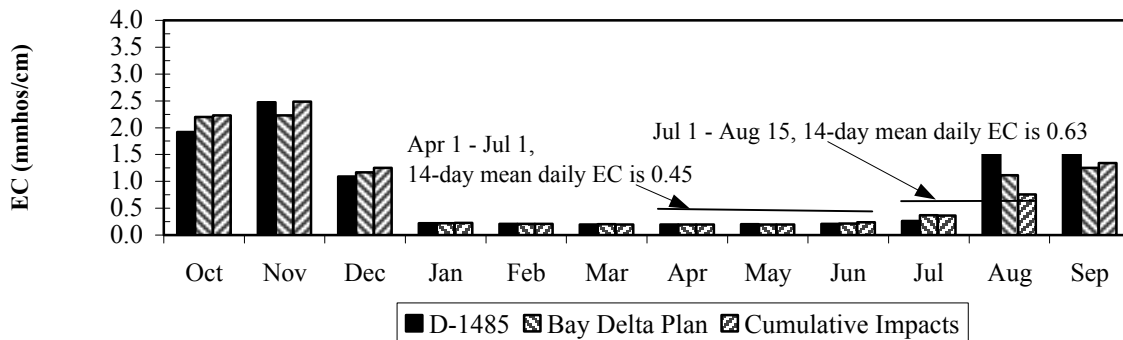 EC (mmhos/cm)
4.0
3.5
3.0
2.5
2.0
1.5
1.0
0.5
0.0
Apr 1 - Jul 1,
14-day mean daily EC is 0.45
Jul 1 - Aug 15, 14-day mean daily EC is 0.63
Oct Nov Dec Jan Feb Mar Apr May Jun Jul Aug Sep
D-1485 Bay Delta Plan Cumulative Impacts